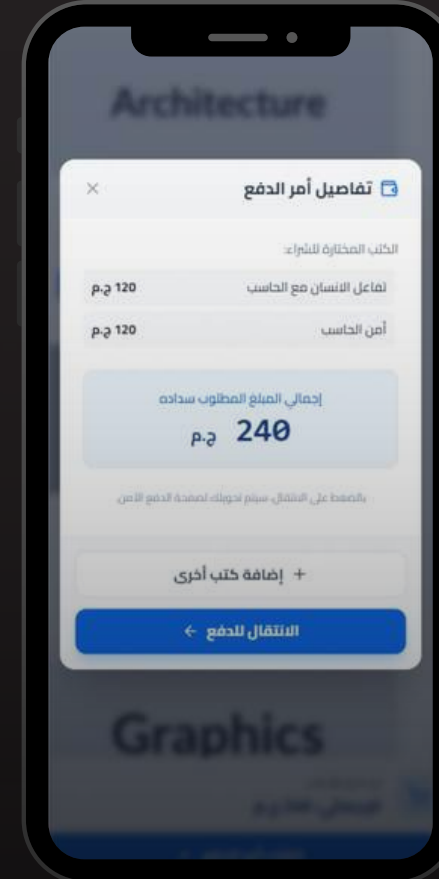 Architecture
تفاصيل أمر الدفع
الكتب المختارة للشراء:
تفاعل الانسان مع الحاسب 120 ج.م
أمن الحاسب 120 ج.م
إجمالي المبلغ المطلوب سداده
240 ج.م
بالضغط على الانتقال، سيتم تحويلك لصفحة الدفع الآمن.
+ إضافة كتب أخرى
الانتقال للدفع ←
Graphics